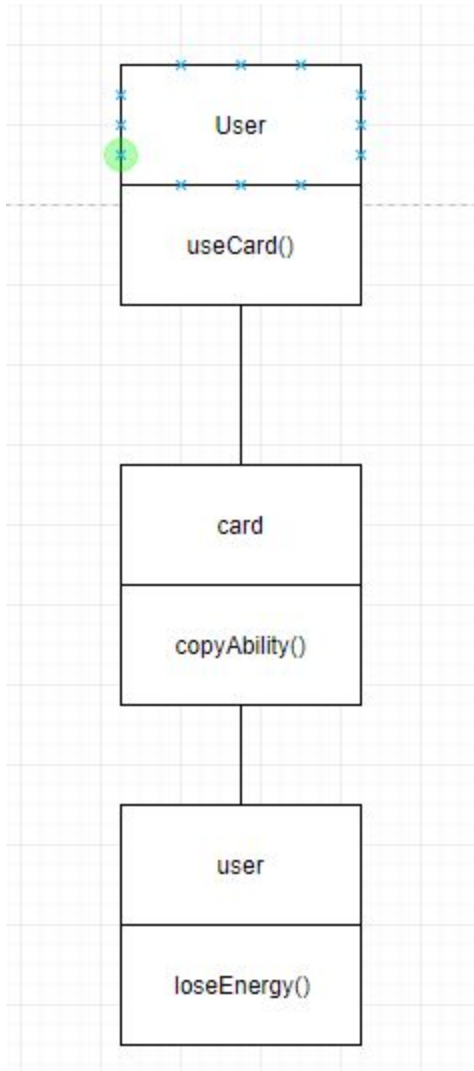 User
useCard()
card
copyAbility()
user
loseEnergy()